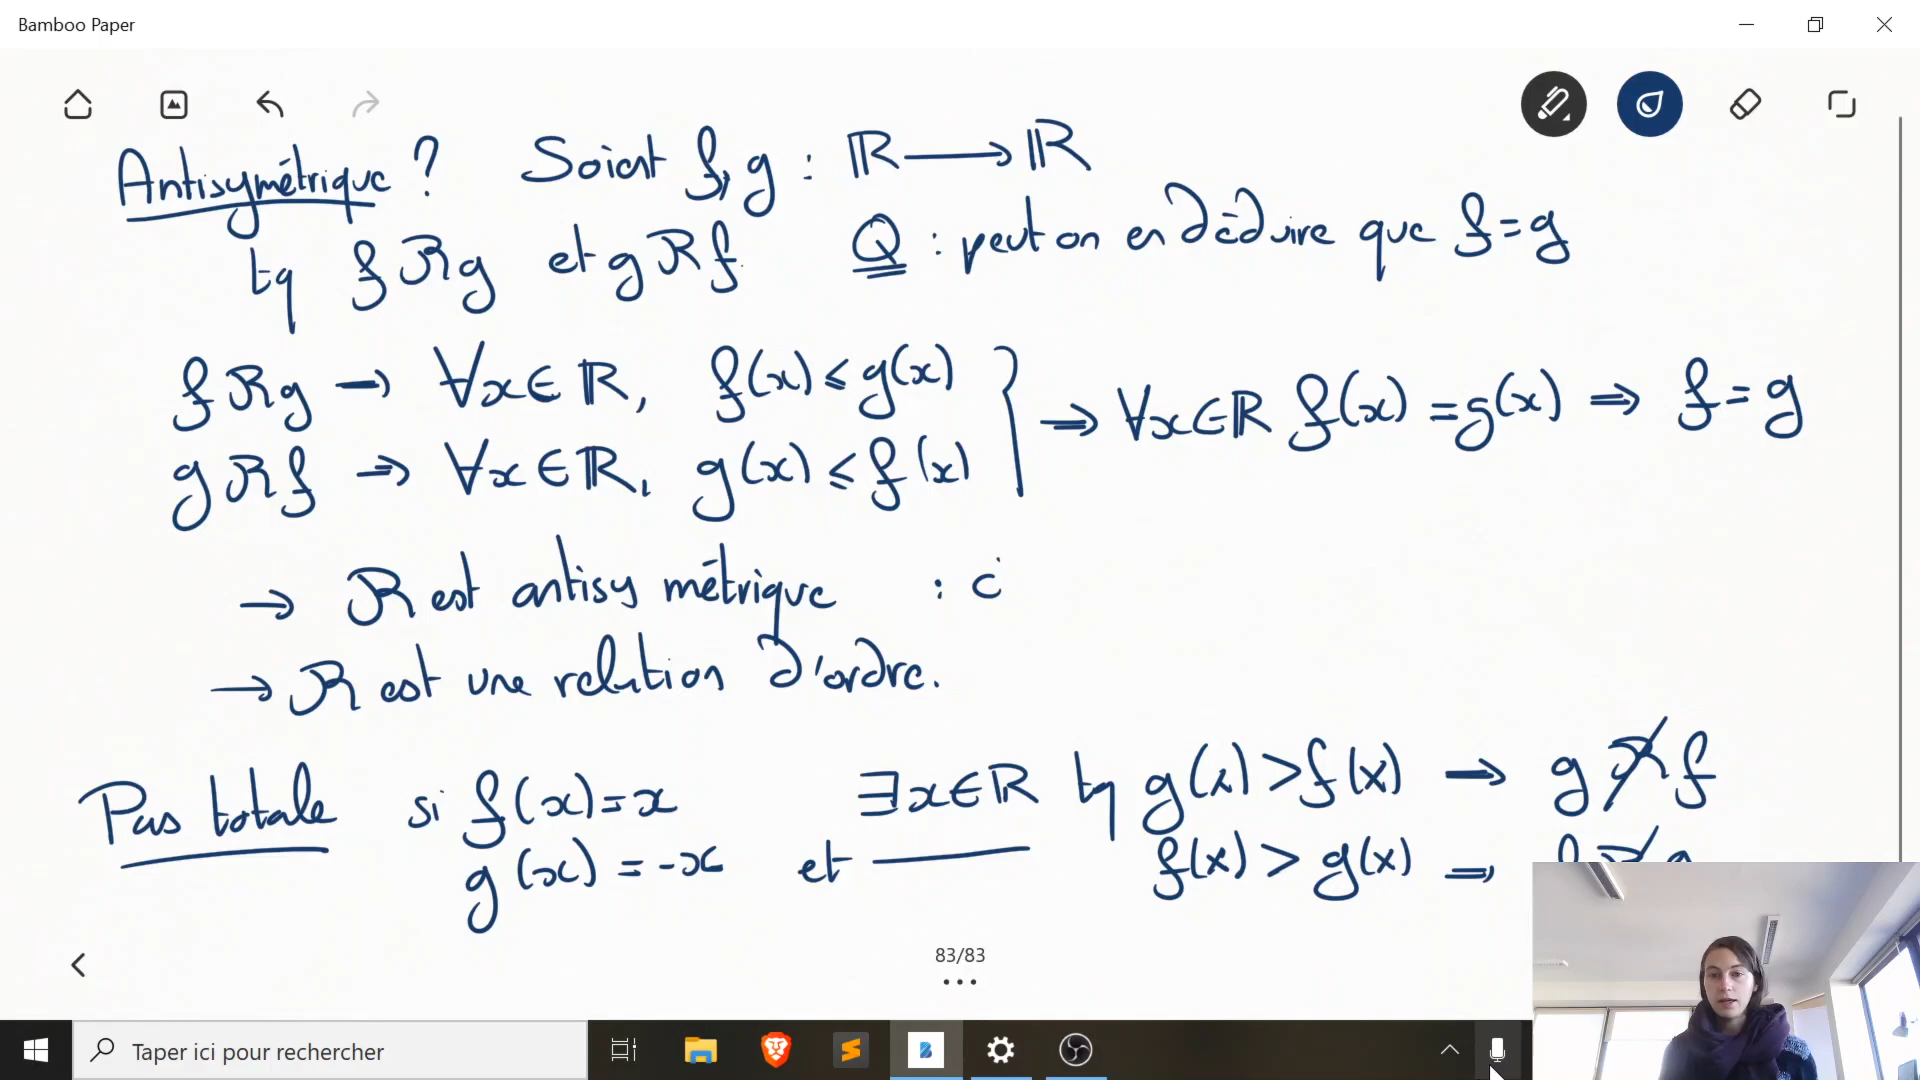 Bamboo Paper
Antisymétrique ? Soient f, g : ℝ ⟶ ℝ
tq f ℛ g et g ℛ f. Q : peut on en déduire que f = g
f ℛ g → ∀x ∈ ℝ, f(x) ≤ g(x)
g ℛ f → ∀x ∈ ℝ, g(x) ≤ f(x)
} ⇒ ∀x ∈ ℝ f(x) = g(x) ⇒ f = g
→ ℛ est antisymétrique : c
→ ℛ est une relation d'ordre.
Pas totale si f(x) = x ∃x ∈ ℝ tq g(x) > f(x) ⇒ g ℛ̸ f
g(x) = -x et —— f(x) > g(x) ⇒
83/83
Taper ici pour rechercher